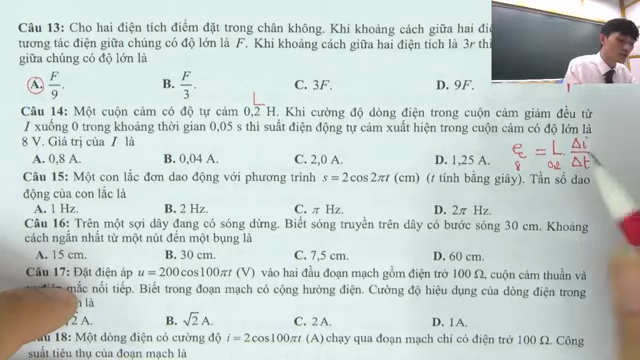 Câu 13: Cho hai điện tích điểm đặt trong chân không. Khi khoảng cách giữa hai
tương tác điện giữa chúng có độ lớn là F. Khi khoảng cách giữa hai điện tích là 3r
giữa chúng có độ lớn là
A. F/9. B. F/3. C. 3F. D. 9F.
L
Câu 14: Một cuộn cảm có độ tự cảm 0,2 H. Khi cường độ dòng điện trong cuộn cảm giảm đều từ
I xuống 0 trong khoảng thời gian 0,05 s thì suất điện động tự cảm xuất hiện trong cuộn cảm có độ lớn là
8 V. Giá trị của I là
= L. Δi/Δt
8 0,2
A. 0,8 A. B. 0,04 A. C. 2,0 A. D. 1,25 A.
Câu 15: Một con lắc đơn dao động với phương trình s = 2cos2πt (cm) (t tính bằng giây). Tần số dao
động của con lắc là
A. 1 Hz. B. 2 Hz. C. π Hz. D. 2π Hz.
Câu 16: Trên một sợi dây đang có sóng dừng. Biết sóng truyền trên dây có bước sóng 30 cm. Khoảng
cách ngắn nhất từ một nút đến một bụng là
A. 15 cm. B. 30 cm. C. 7,5 cm. D. 60 cm.
Câu 17: Đặt điện áp u = 200cos100πt (V) vào hai đầu đoạn mạch gồm điện trở 100 Ω, cuộn cảm thuần và
mắc nối tiếp. Biết trong đoạn mạch có cộng hưởng điện. Cường độ hiệu dụng của dòng điện trong
là
√2 A. B. √2 A. C. 2 A. D. 1A.
18: Một dòng điện có cường độ i = 2cos100πt (A) chạy qua đoạn mạch chỉ có điện trở 100 Ω. Công
suất tiêu thụ của đoạn mạch là